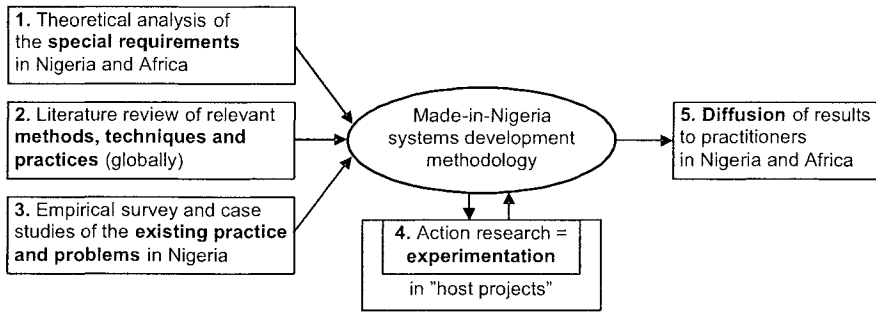 1. Theoretical analysis of
the special requirements
in Nigeria and Africa
2. Literature review of relevant
methods, techniques and
practices (globally)
3. Empirical survey and case
studies of the existing practice
and problems in Nigeria
Made-in-Nigeria
systems development
methodology
4. Action research =
experimentation
in "host projects"
5. Diffusion of results
to practitioners
in Nigeria and Africa